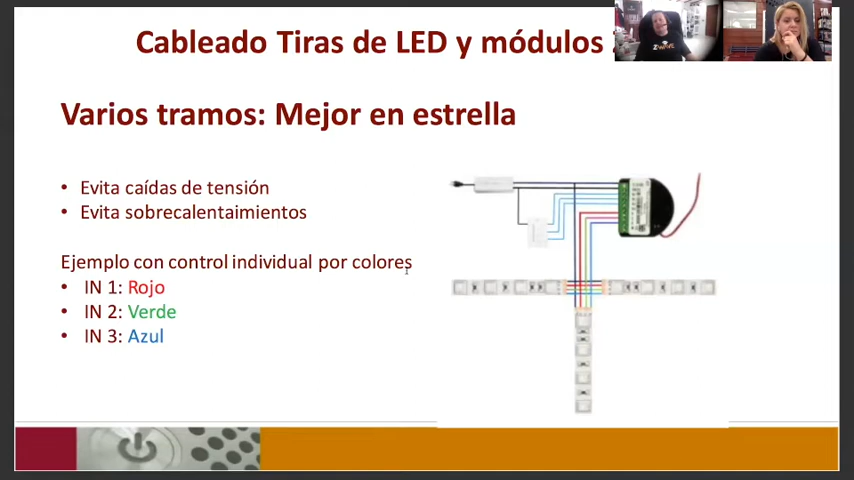 Cableado Tiras de LED y módulos
Varios tramos: Mejor en estrella
• Evita caídas de tensión
• Evita sobrecalentaimientos
Ejemplo con control individual por colores
• IN 1: Rojo
• IN 2: Verde
• IN 3: Azul